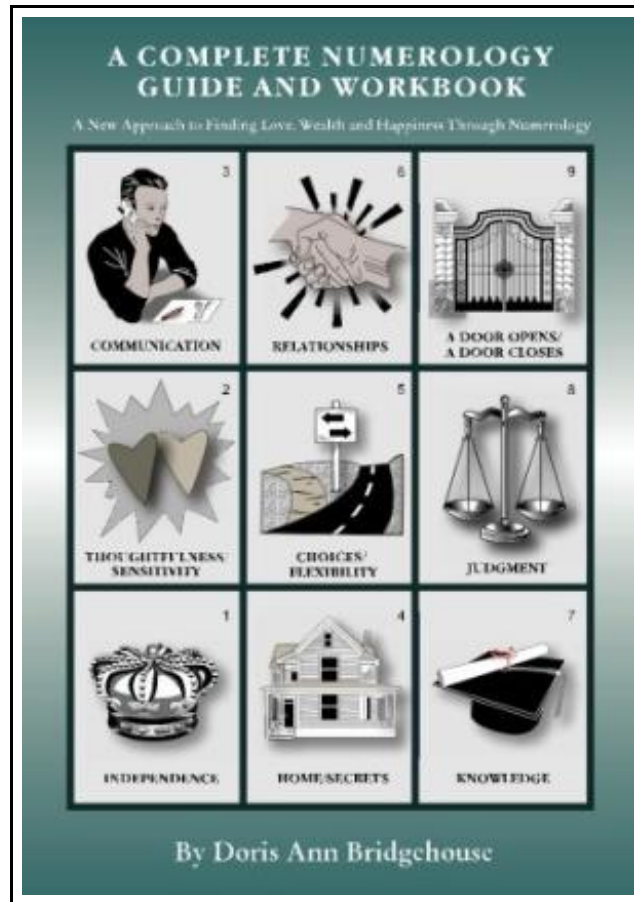 A COMPLETE NUMEROLOGY
GUIDE AND WORKBOOK
A New Approach to Finding Love, Wealth and Happiness Through Numerology
3
COMMUNICATION
6
RELATIONSHIPS
9
A DOOR OPENS/
A DOOR CLOSES
2
THOUGHTFULNESS/
SENSITIVITY
5
CHOICES/
FLEXIBILITY
8
JUDGMENT
1
INDEPENDENCE
4
HOME/SECRETS
7
KNOWLEDGE
By Doris Ann Bridgehouse